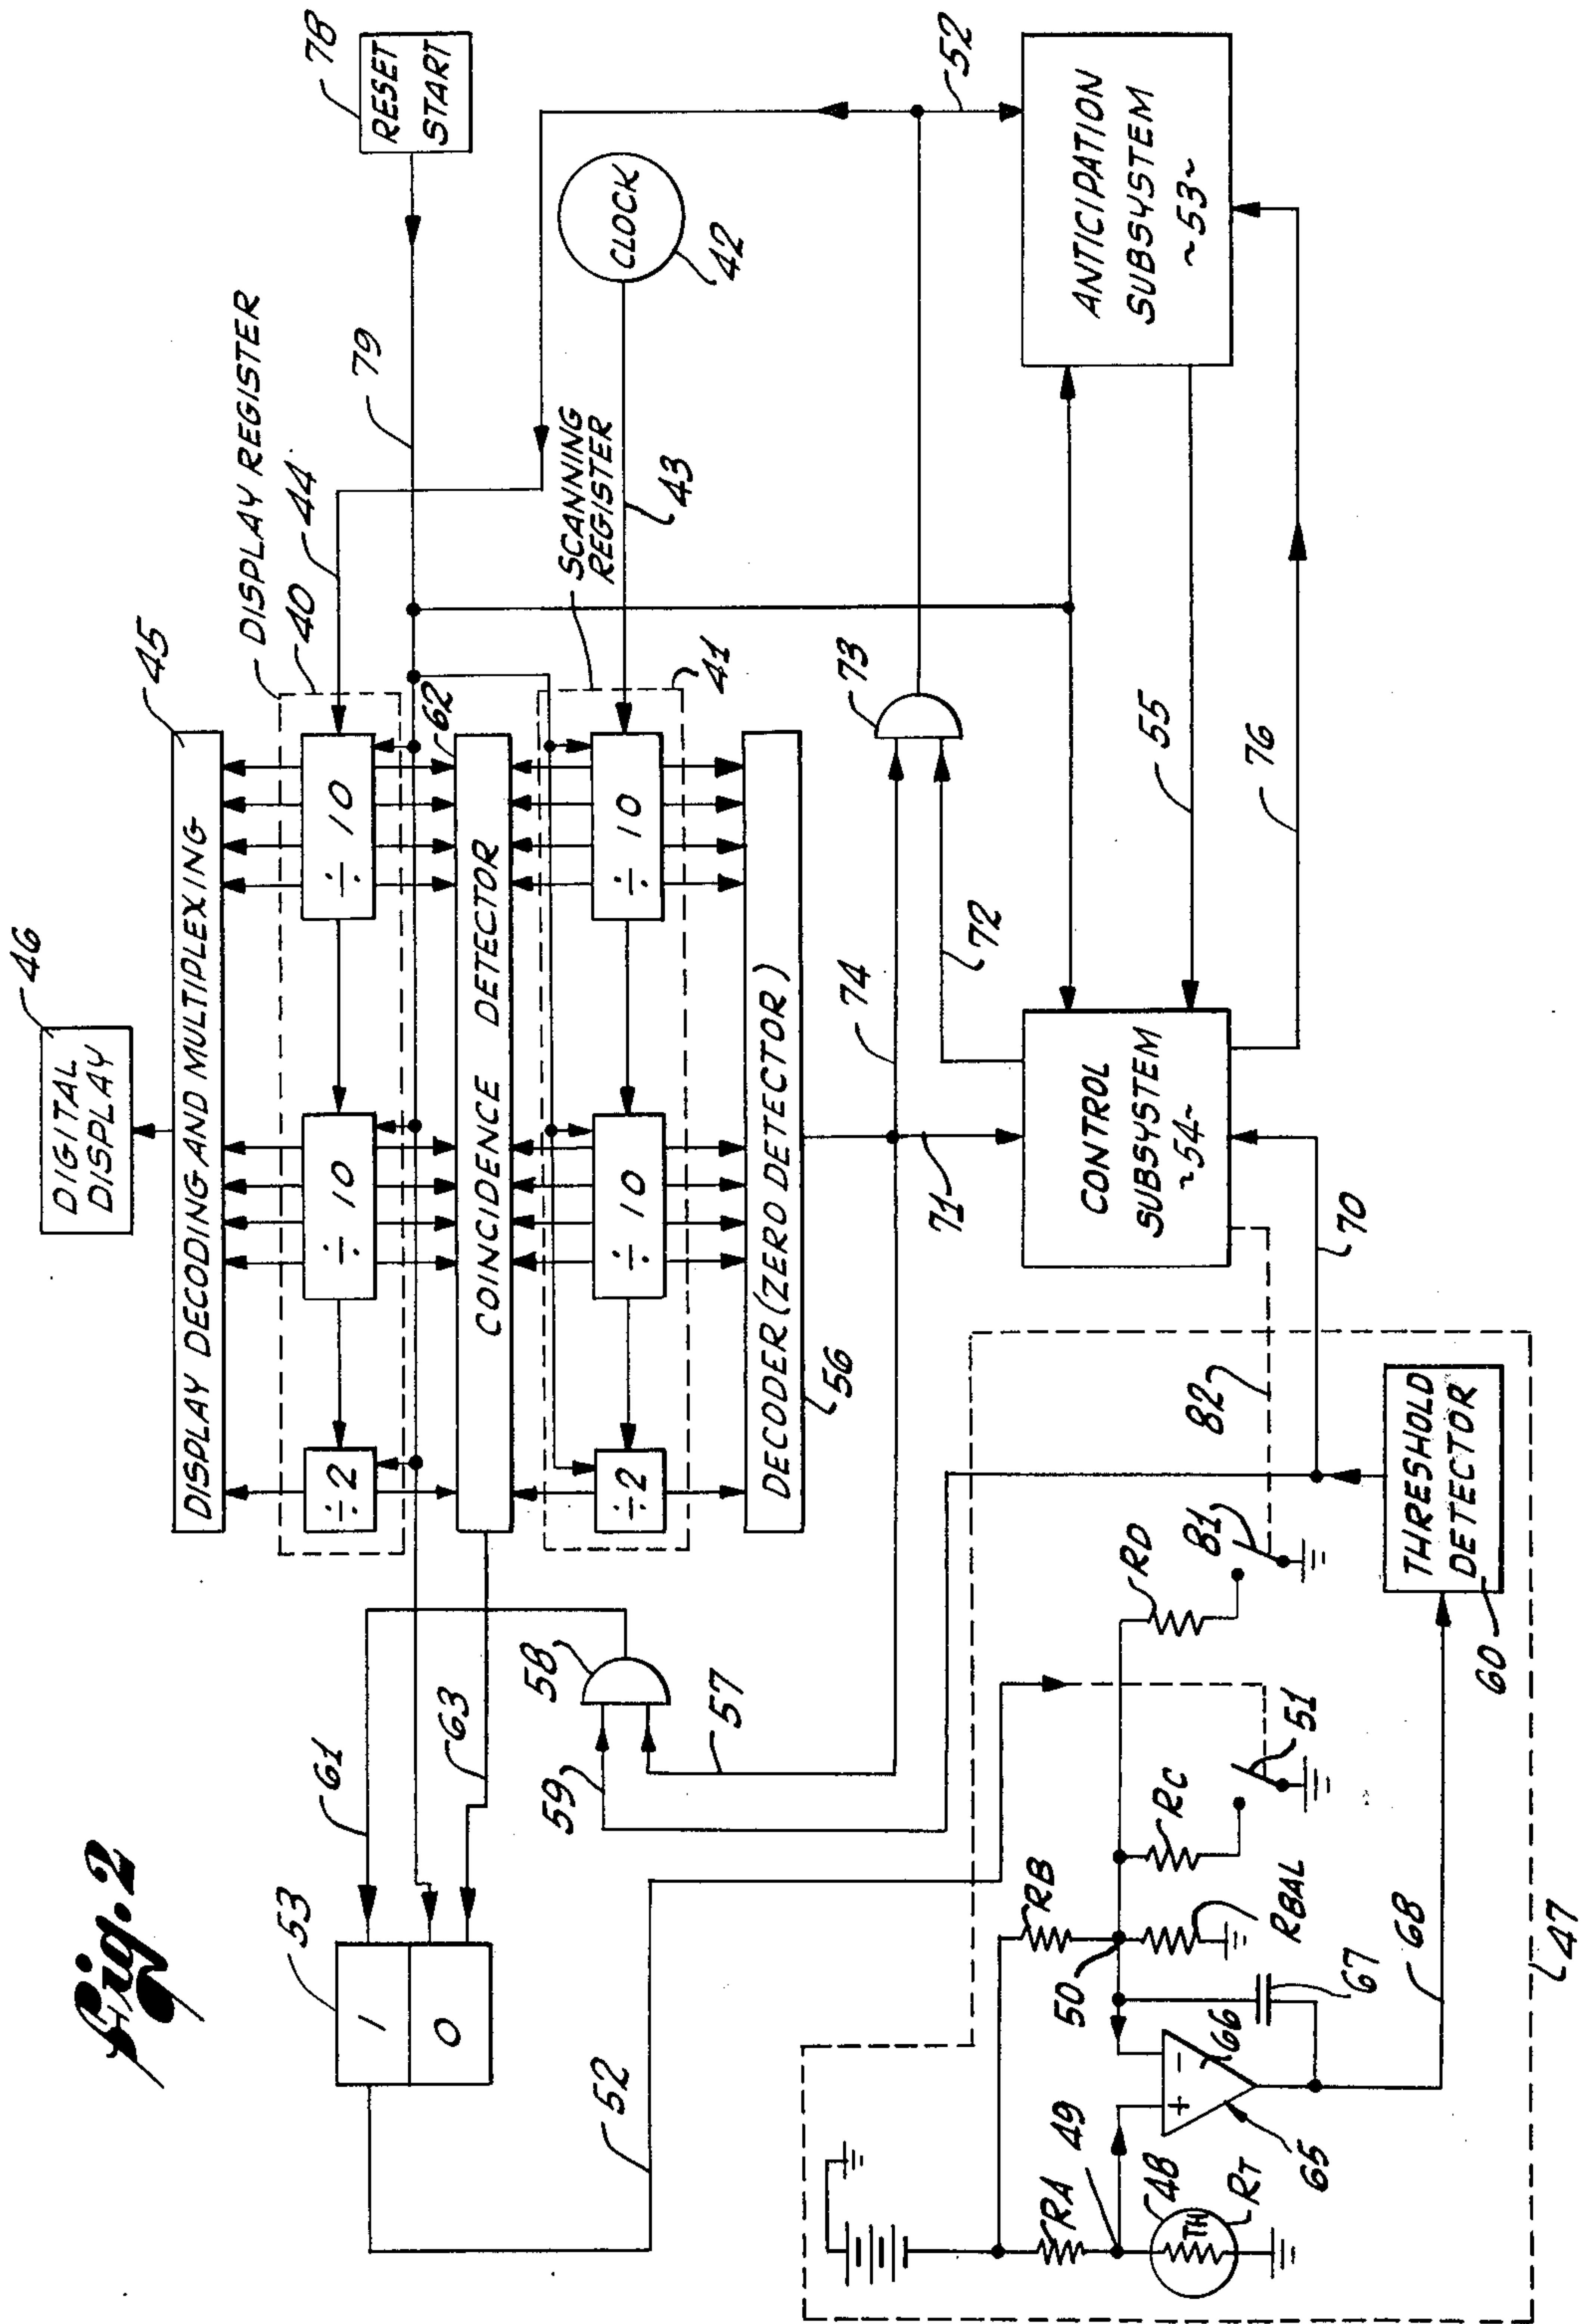 Fig. 2
46
DIGITAL
DISPLAY
45
DISPLAY DECODING AND MULTIPLEXING
DISPLAY REGISTER
40
44
79
78
RESET
START
÷2
÷ 10
÷ 10
62
COINCIDENCE DETECTOR
SCANNING
REGISTER
÷2
÷ 10
÷ 10
41
43
CLOCK
42
DECODER (ZERO DETECTOR)
56
53
1
0
61
63
58
59
57
52
74
71
72
73
52
CONTROL
SUBSYSTEM
~54~
55
76
ANTICIPATION
SUBSYSTEM
~53~
70
82
RA
49
48
TH
RT
RB
50
RBAL
RC
51
RD
81
+
-
66
65
67
68
THRESHOLD
DETECTOR
60
47